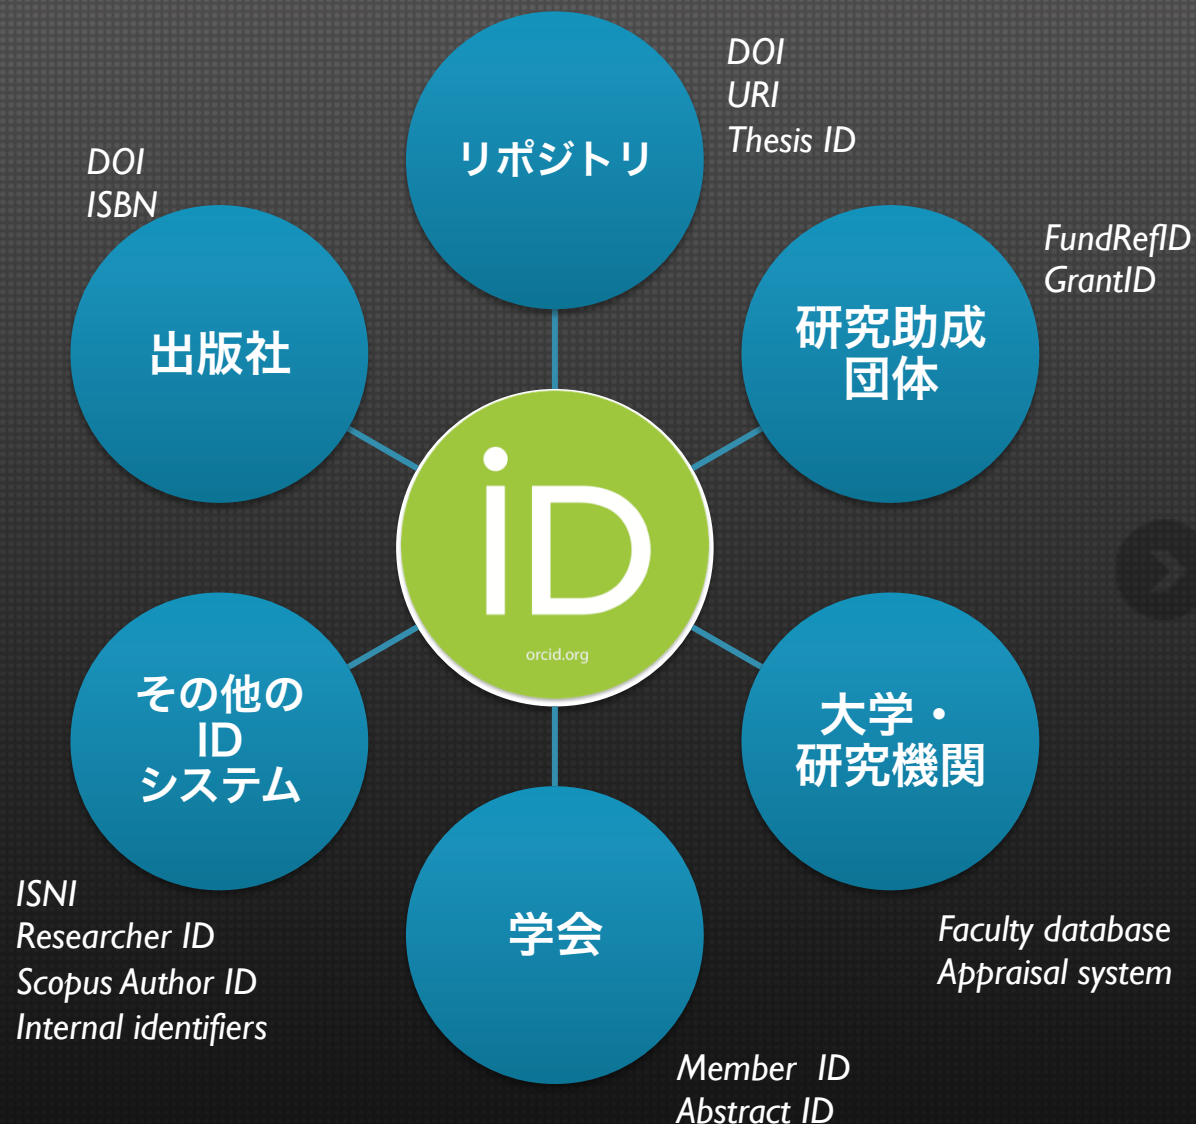 DOI
URI
Thesis ID
リポジトリ
DOI
ISBN
出版社
FundRefID
GrantID
研究助成
団体
iD
orcid.org
その他の
ID
システム
ISNI
Researcher ID
Scopus Author ID
Internal identifiers
大学・
研究機関
Faculty database
Appraisal system
学会
Member ID
Abstract ID